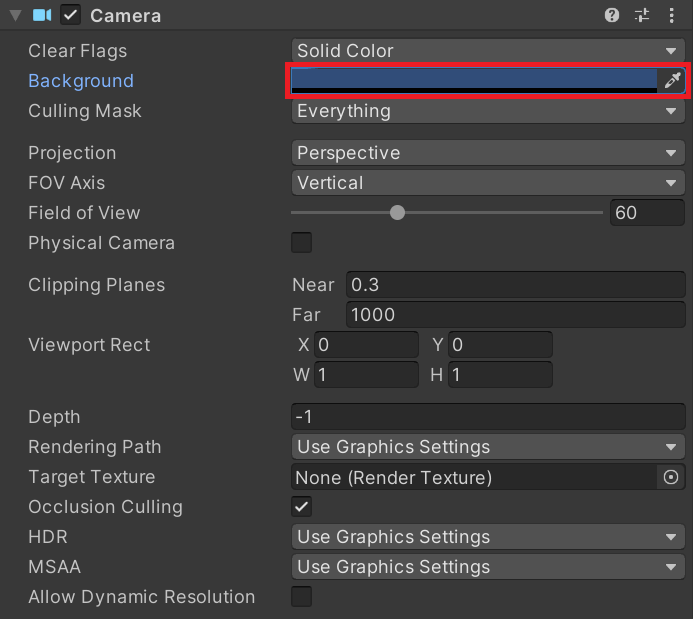 Camera
Clear Flags Solid Color
Background
Culling Mask Everything
Projection Perspective
FOV Axis Vertical
Field of View 60
Physical Camera
Clipping Planes Near 0.3
Far 1000
Viewport Rect X 0 Y 0
W 1 H 1
Depth -1
Rendering Path Use Graphics Settings
Target Texture None (Render Texture)
Occlusion Culling
HDR Use Graphics Settings
MSAA Use Graphics Settings
Allow Dynamic Resolution